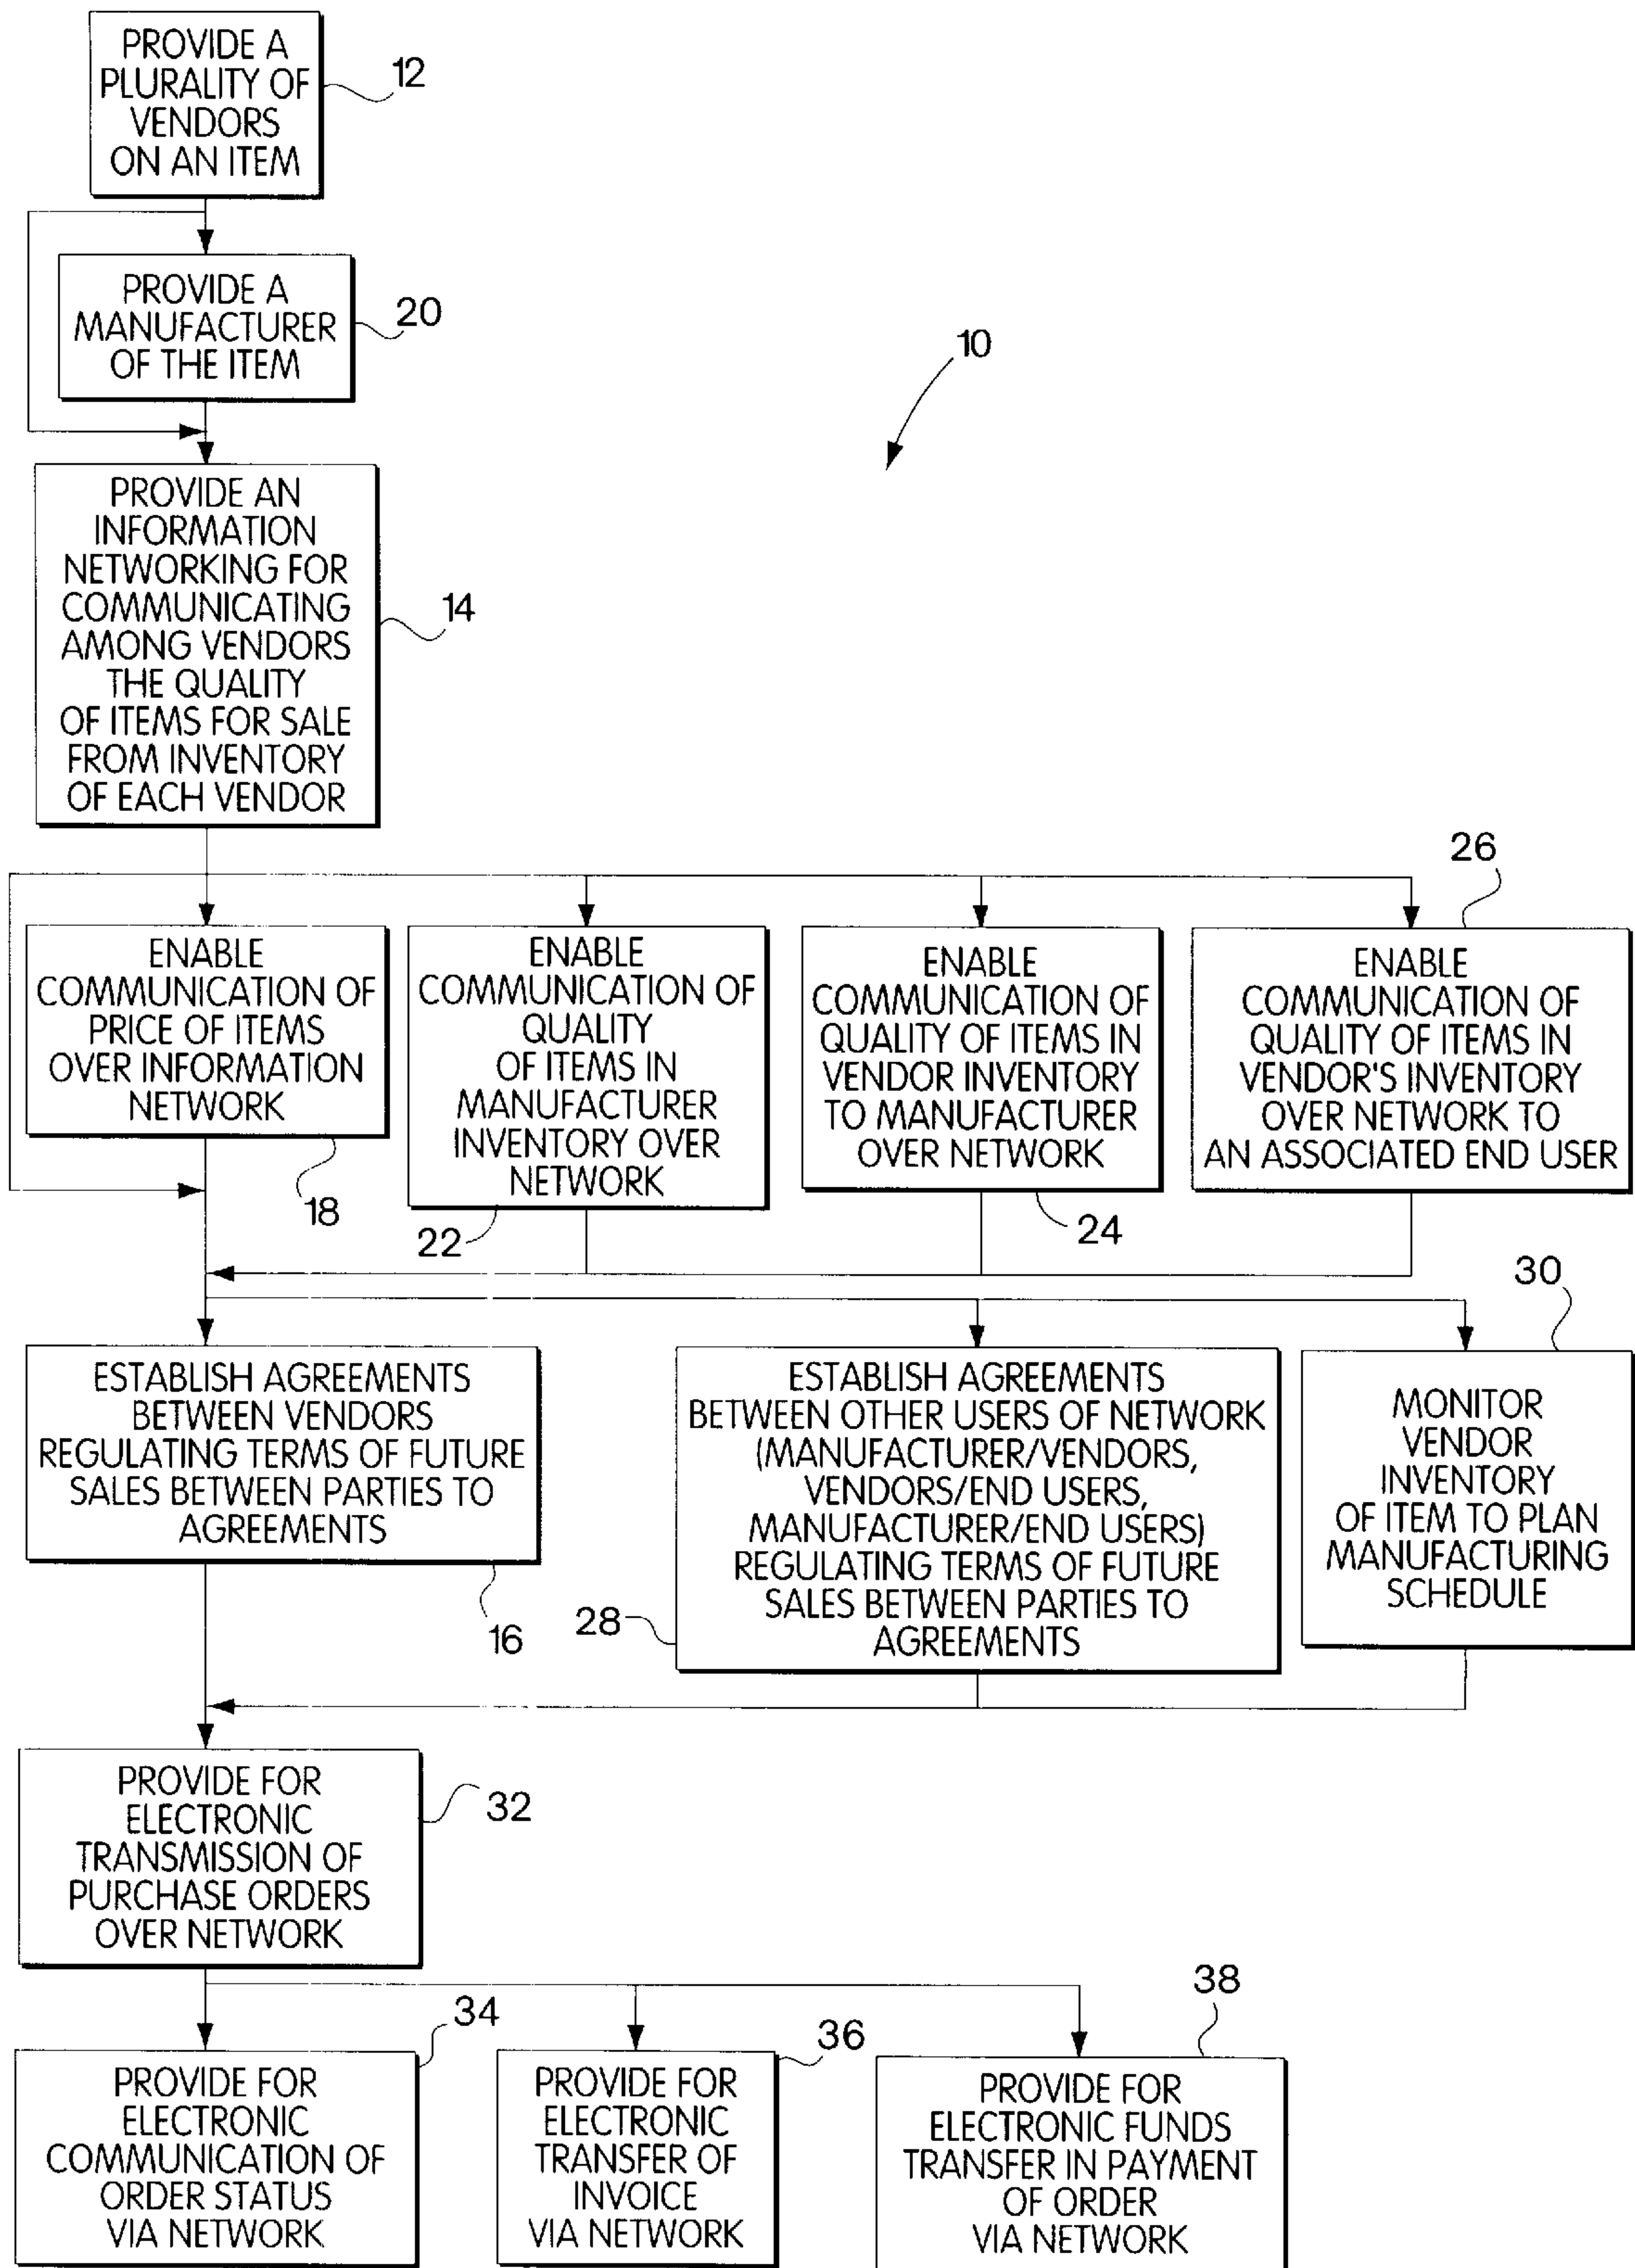 PROVIDE A
PLURALITY OF
VENDORS
ON AN ITEM
12
PROVIDE A
MANUFACTURER
OF THE ITEM
20
10
PROVIDE AN
INFORMATION
NETWORKING FOR
COMMUNICATING
AMONG VENDORS
THE QUALITY
OF ITEMS FOR SALE
FROM INVENTORY
OF EACH VENDOR
14
ENABLE
COMMUNICATION OF
PRICE OF ITEMS
OVER INFORMATION
NETWORK
18
ENABLE
COMMUNICATION OF
QUALITY
OF ITEMS IN
MANUFACTURER
INVENTORY OVER
NETWORK
22
ENABLE
COMMUNICATION OF
QUALITY OF ITEMS IN
VENDOR INVENTORY
TO MANUFACTURER
OVER NETWORK
24
26
ENABLE
COMMUNICATION OF
QUALITY OF ITEMS IN
VENDOR'S INVENTORY
OVER NETWORK TO
AN ASSOCIATED END USER
ESTABLISH AGREEMENTS
BETWEEN VENDORS
REGULATING TERMS OF FUTURE
SALES BETWEEN PARTIES TO
AGREEMENTS
16
ESTABLISH AGREEMENTS
BETWEEN OTHER USERS OF NETWORK
(MANUFACTURER/VENDORS,
VENDORS/END USERS,
MANUFACTURER/END USERS)
REGULATING TERMS OF FUTURE
SALES BETWEEN PARTIES TO
AGREEMENTS
28
30
MONITOR
VENDOR
INVENTORY
OF ITEM TO PLAN
MANUFACTURING
SCHEDULE
PROVIDE FOR
ELECTRONIC
TRANSMISSION OF
PURCHASE ORDERS
OVER NETWORK
32
34
PROVIDE FOR
ELECTRONIC
COMMUNICATION OF
ORDER STATUS
VIA NETWORK
36
PROVIDE FOR
ELECTRONIC
TRANSFER OF
INVOICE
VIA NETWORK
38
PROVIDE FOR
ELECTRONIC FUNDS
TRANSFER IN PAYMENT
OF ORDER
VIA NETWORK